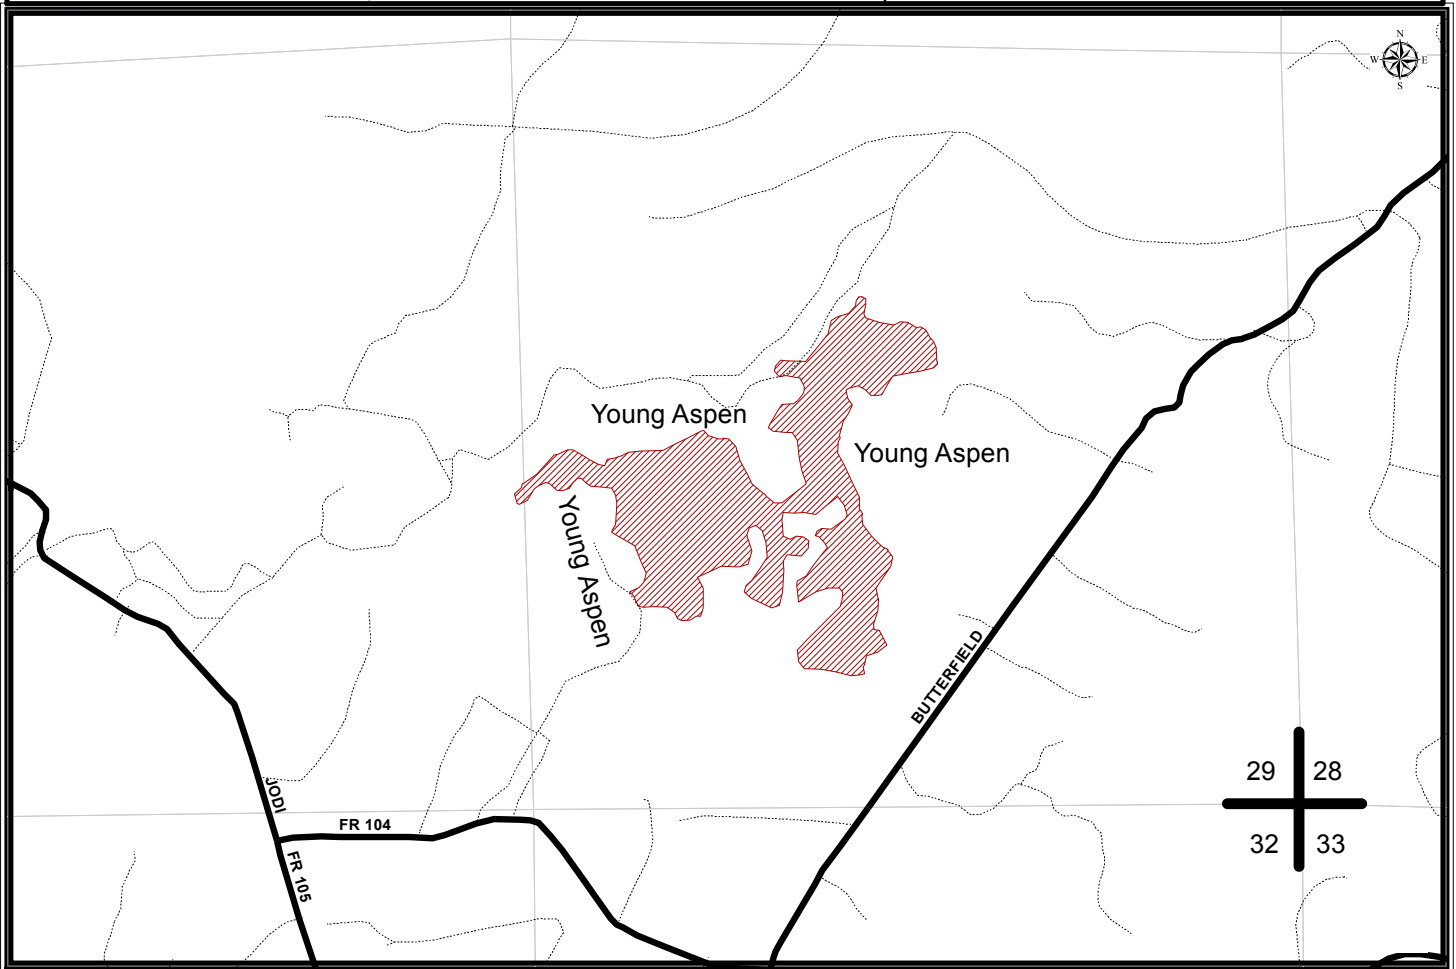 N
W E
S
Young Aspen
Young Aspen
Young Aspen
BUTTERFIELD
29 28
JODI
FR 104
32 33
FR 105